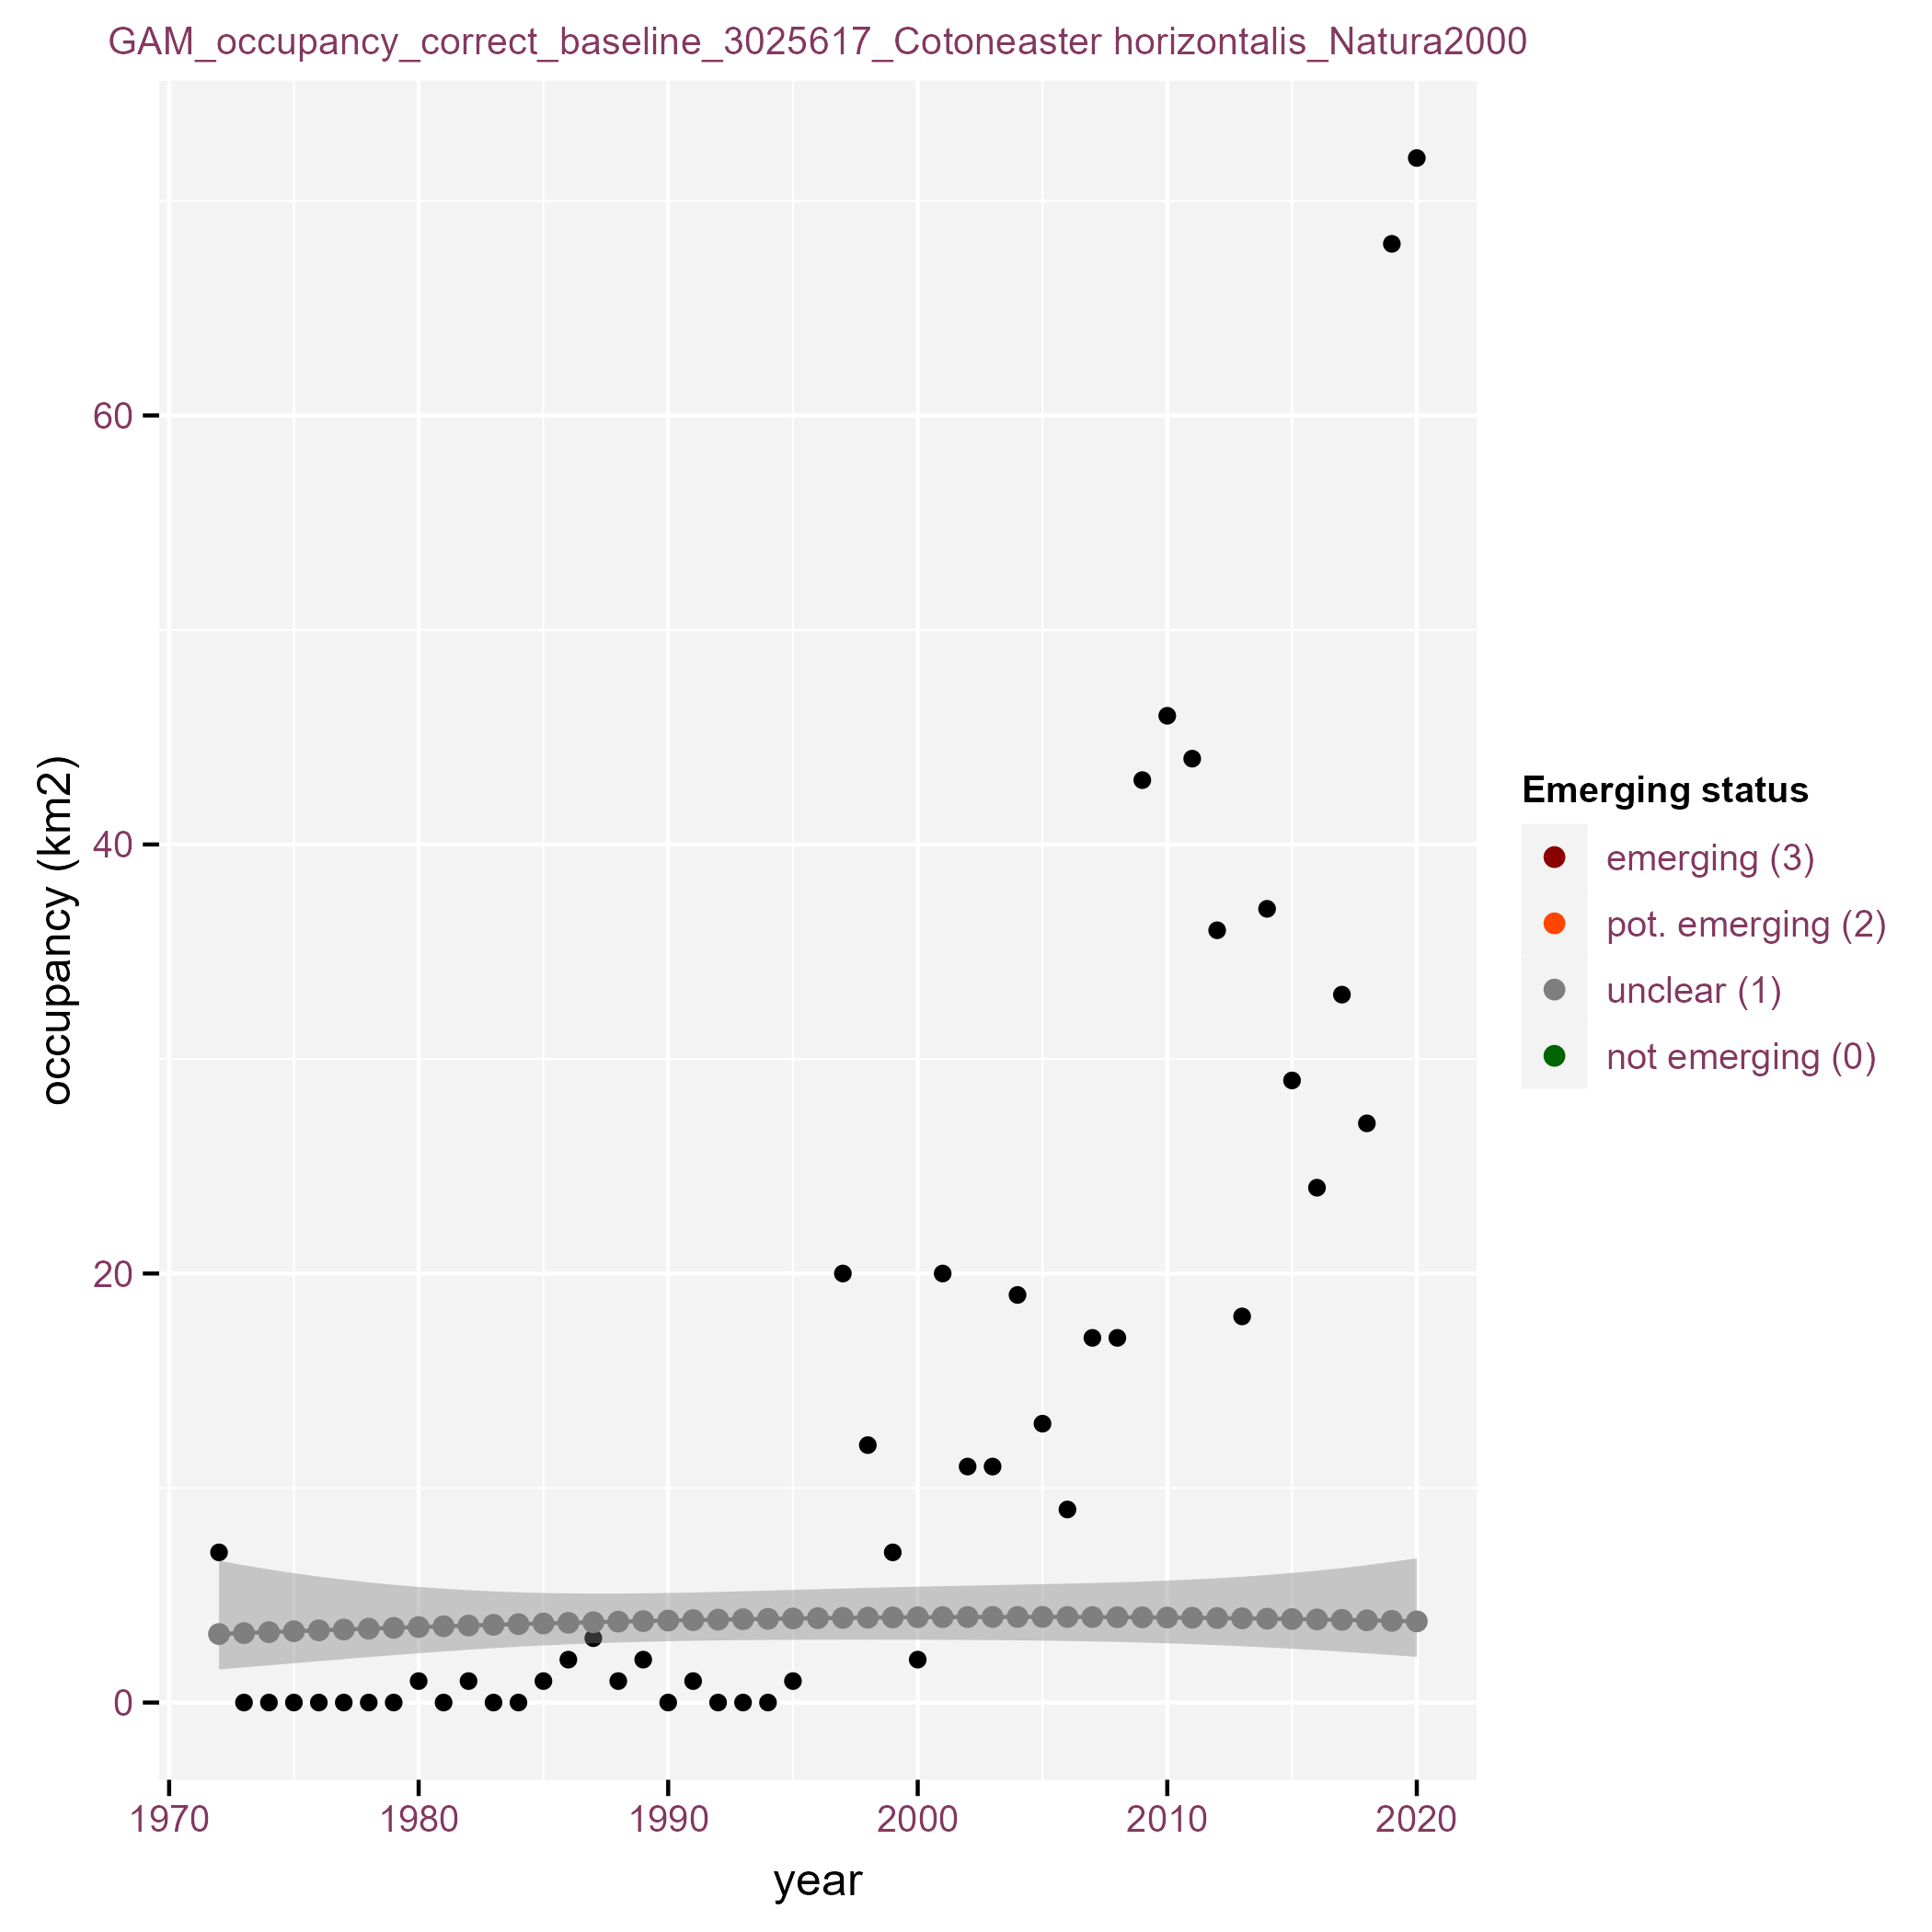 GAM_occupancy_correct_baseline_3025617_Cotoneaster horizontalis_Natura2000
occupancy (km2)
60
40
20
0
1970
1980
1990
2000
2010
2020
year
Emerging status
emerging (3)
pot. emerging (2)
unclear (1)
not emerging (0)